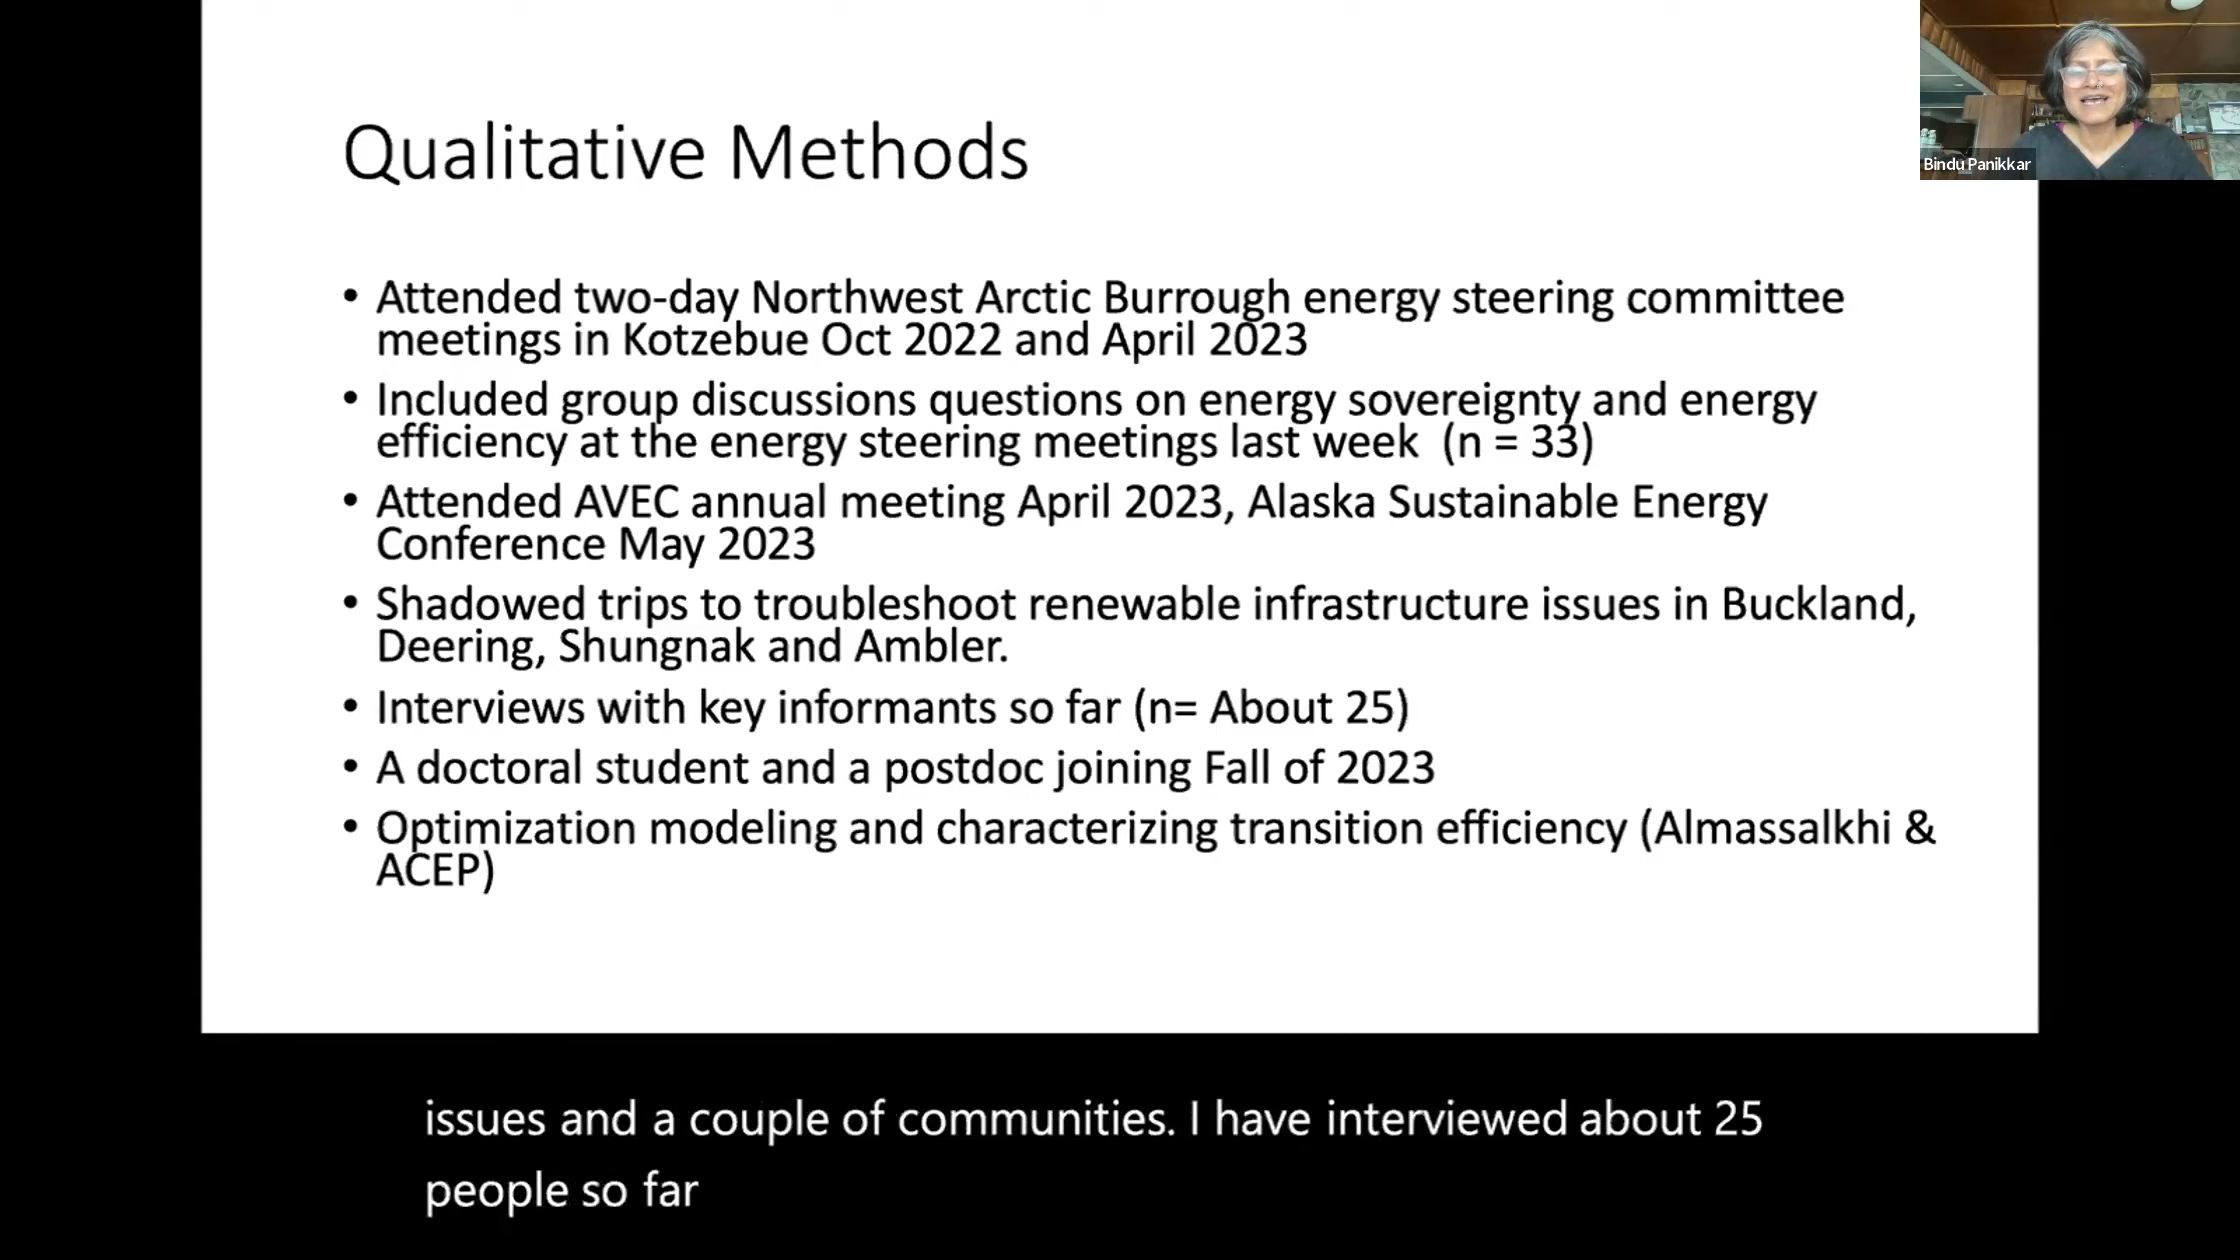 Qualitative Methods
Bindu Panikkar
• Attended two-day Northwest Arctic Burrough energy steering committee
meetings in Kotzebue Oct 2022 and April 2023
• Included group discussions questions on energy sovereignty and energy
efficiency at the energy steering meetings last week (n = 33)
• Attended AVEC annual meeting April 2023, Alaska Sustainable Energy
Conference May 2023
• Shadowed trips to troubleshoot renewable infrastructure issues in Buckland,
Deering, Shungnak and Ambler.
• Interviews with key informants so far (n= About 25)
• A doctoral student and a postdoc joining Fall of 2023
• Optimization modeling and characterizing transition efficiency (Almassalkhi &
ACEP)
issues and a couple of communities. I have interviewed about 25
people so far